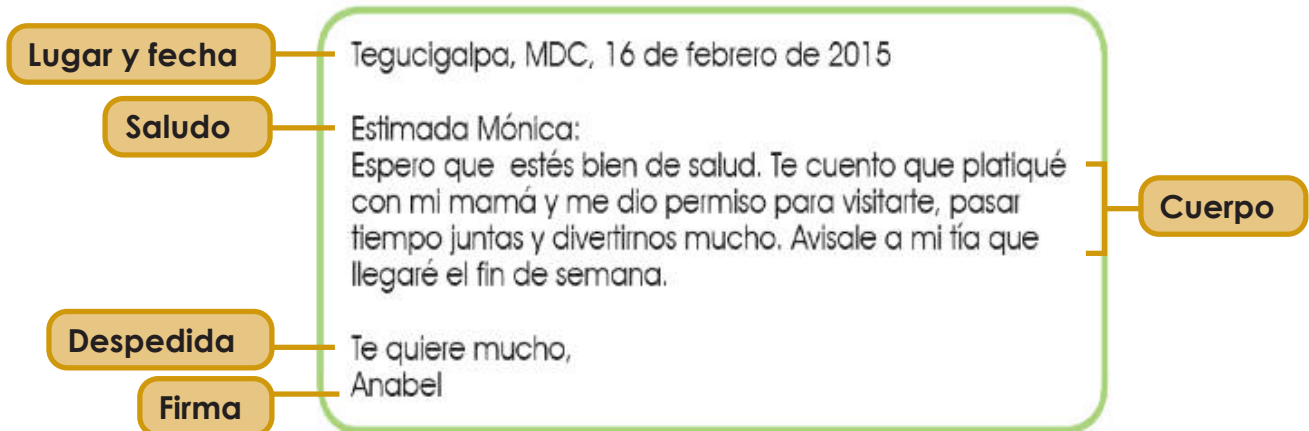 Lugar y fecha
Tegucigalpa, MDC, 16 de febrero de 2015
Saludo
Estimada Mónica:
Espero que estés bien de salud. Te cuento que platiqué
con mi mamá y me dio permiso para visitarte, pasar
tiempo juntas y divertirnos mucho. Avisale a mi tía que
llegaré el fin de semana.
Cuerpo
Despedida
Te quiere mucho,
Firma
Anabel